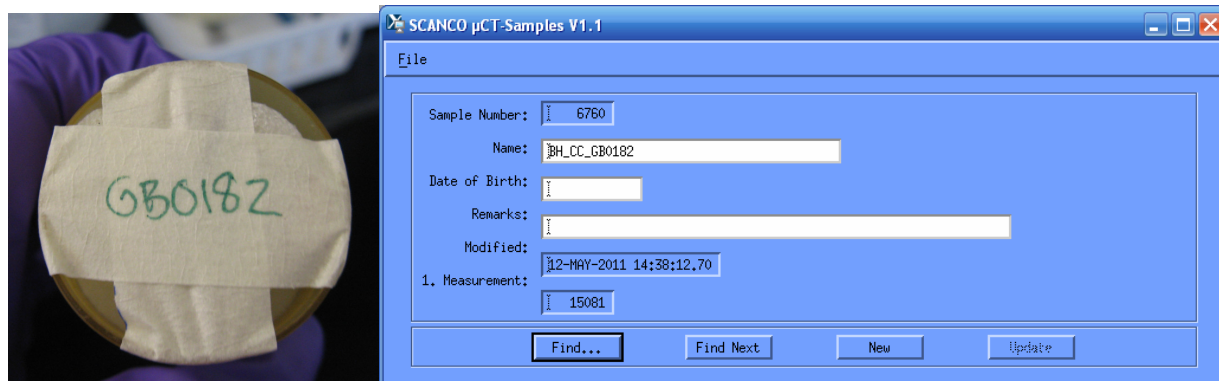 GB0182
SCANCO µCT-Samples V1.1
File
Sample Number: 6760
Name: BH_CC_GB0182
Date of Birth:
Remarks:
Modified: 12-MAY-2011 14:38:12.70
1. Measurement: 15081
Find... Find Next New Update